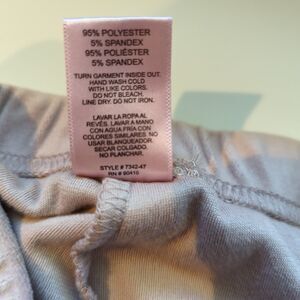 95% POLYESTER
5% SPANDEX
95% POLIÉSTER
5% SPANDEX
TURN GARMENT INSIDE OUT.
HAND WASH COLD
WITH LIKE COLORS.
DO NOT BLEACH.
LINE DRY. DO NOT IRON.
LAVAR LA ROPA AL
REVÉS. LAVAR A MANO
CON AGUA FRÍA CON
COLORES SIMILARES. NO
USAR BLANQUEADOR.
SECAR COLGADO.
NO PLANCHAR.
STYLE # 7342-47
RN # 90410